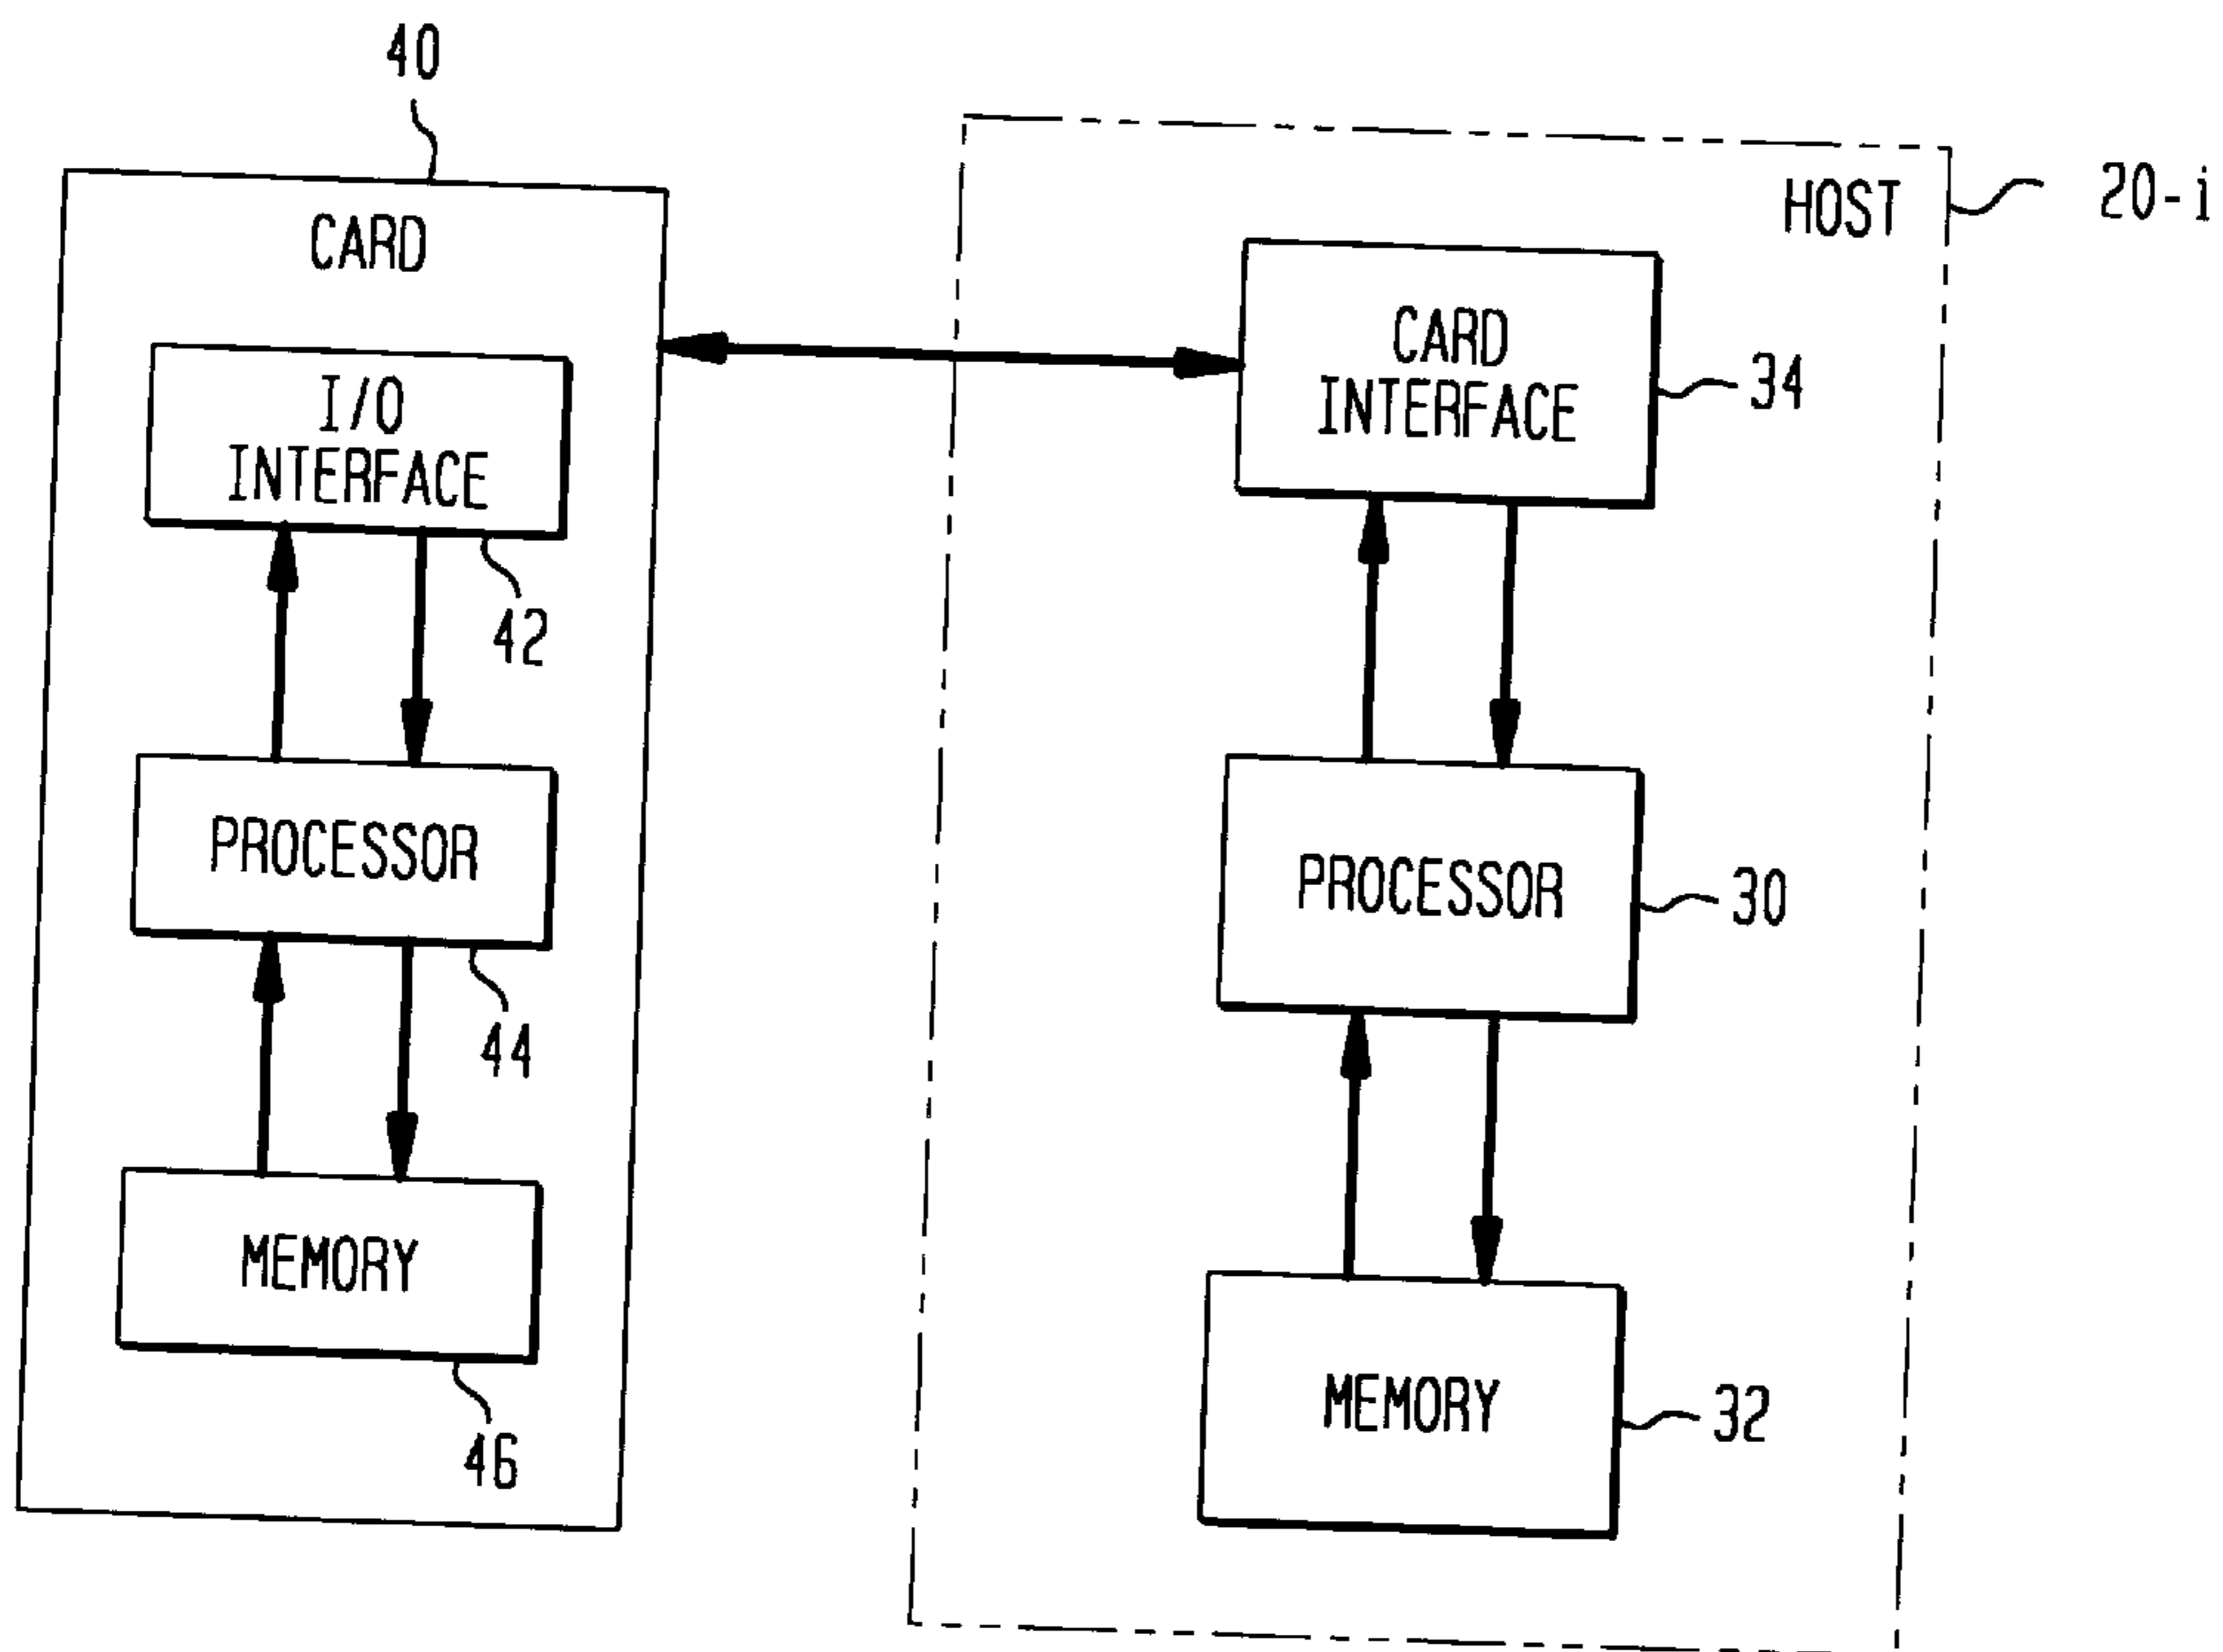 40
CARD
I/O
INTERFACE
42
PROCESSOR
44
MEMORY
46
HOST
20-i
CARD
INTERFACE
34
PROCESSOR
30
MEMORY
32